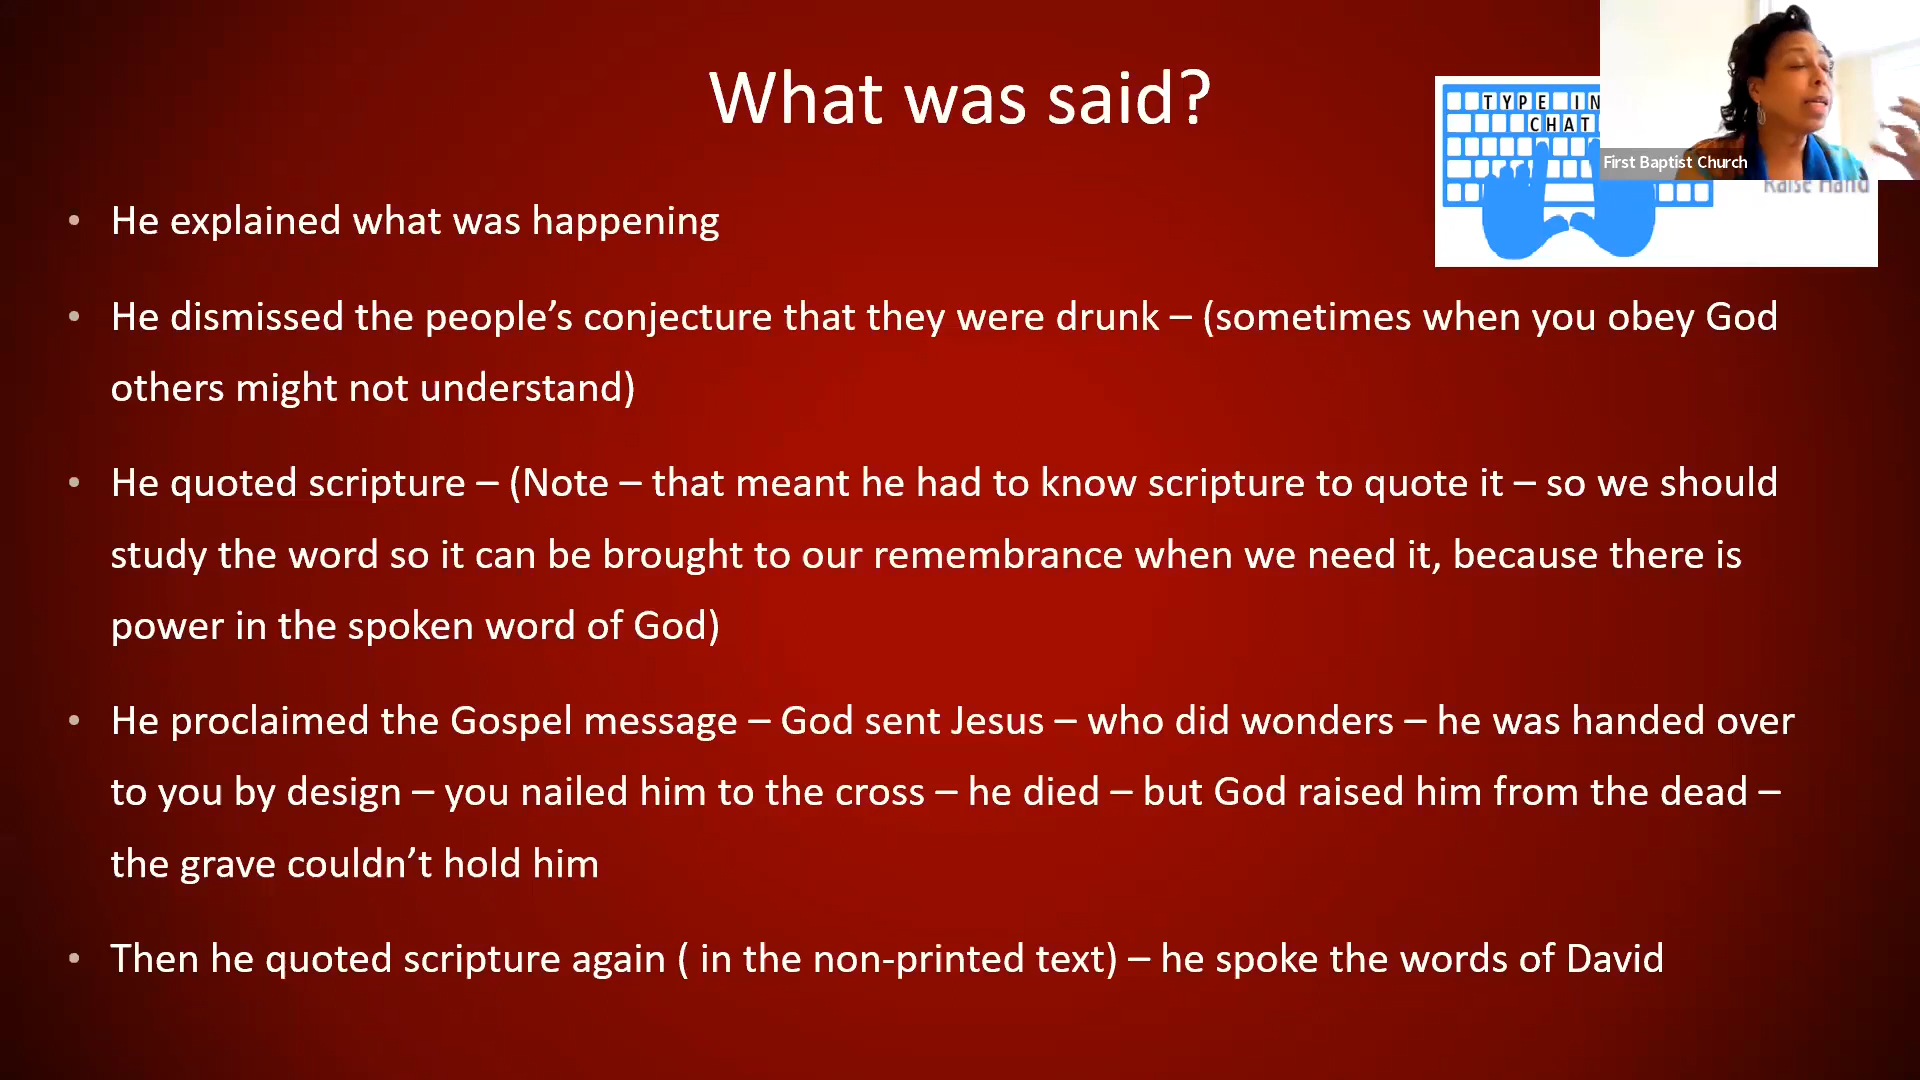 What was said?
TYPE IN
CHAT
First Baptist Church
Raise Hand
• He explained what was happening
• He dismissed the people’s conjecture that they were drunk – (sometimes when you obey God
others might not understand)
• He quoted scripture – (Note – that meant he had to know scripture to quote it – so we should
study the word so it can be brought to our remembrance when we need it, because there is
power in the spoken word of God)
• He proclaimed the Gospel message – God sent Jesus – who did wonders – he was handed over
to you by design – you nailed him to the cross – he died – but God raised him from the dead –
the grave couldn’t hold him
• Then he quoted scripture again ( in the non-printed text) – he spoke the words of David